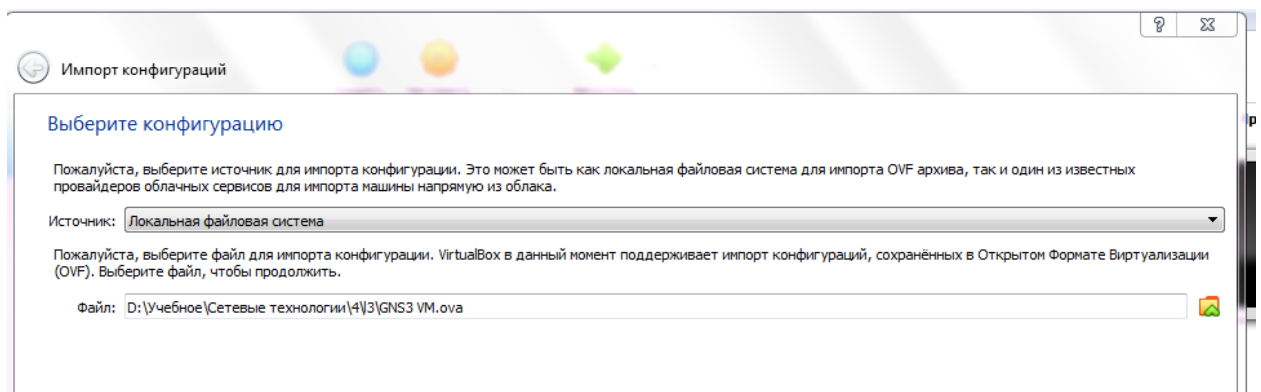 Импорт конфигураций
Выберите конфигурацию
Пожалуйста, выберите источник для импорта конфигурации. Это может быть как локальная файловая система для импорта OVF архива, так и один из известных
провайдеров облачных сервисов для импорта машины напрямую из облака.
Источник: Локальная файловая система
Пожалуйста, выберите файл для импорта конфигурации. VirtualBox в данный момент поддерживает импорт конфигураций, сохранённых в Открытом Формате Виртуализации
(OVF). Выберите файл, чтобы продолжить.
Файл: D:\Учебное\Сетевые технологии\4\l3\GNS3 VM.ova